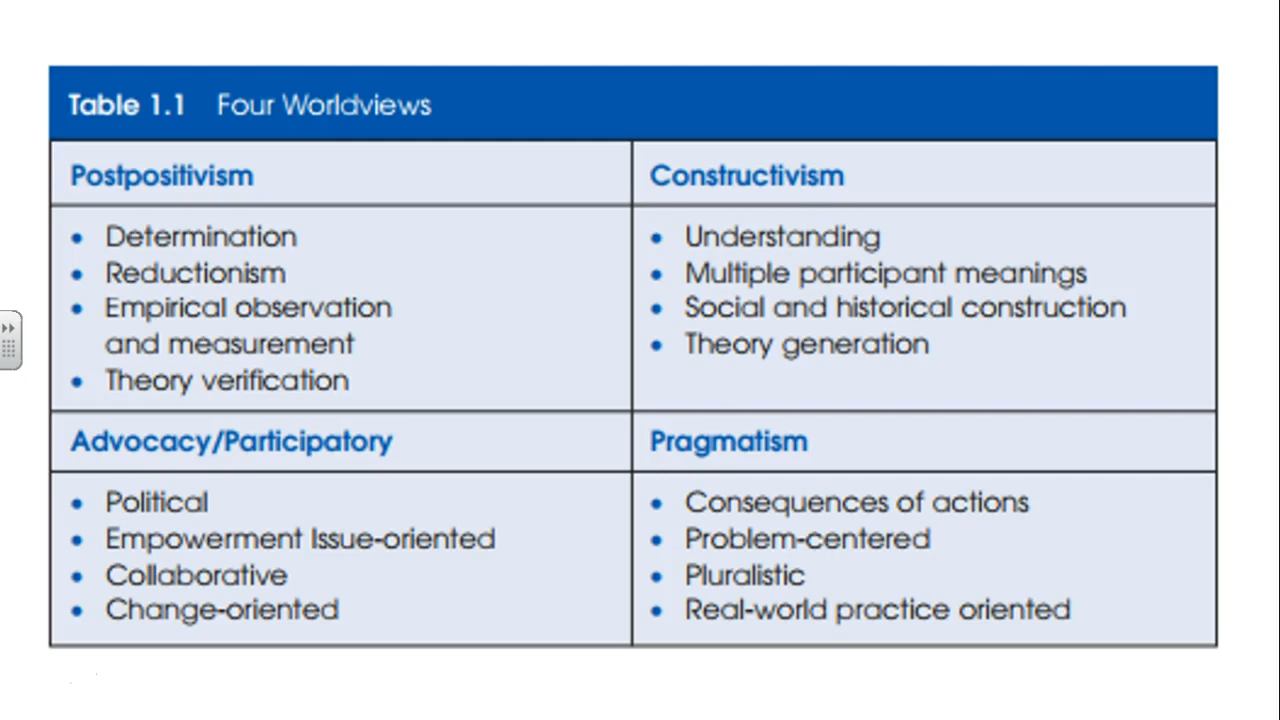 Table 1.1 Four Worldviews
Postpositivism
• Determination
• Reductionism
• Empirical observation
and measurement
• Theory verification
Constructivism
• Understanding
• Multiple participant meanings
• Social and historical construction
• Theory generation
Advocacy/Participatory
• Political
• Empowerment Issue-oriented
• Collaborative
• Change-oriented
Pragmatism
• Consequences of actions
• Problem-centered
• Pluralistic
• Real-world practice oriented